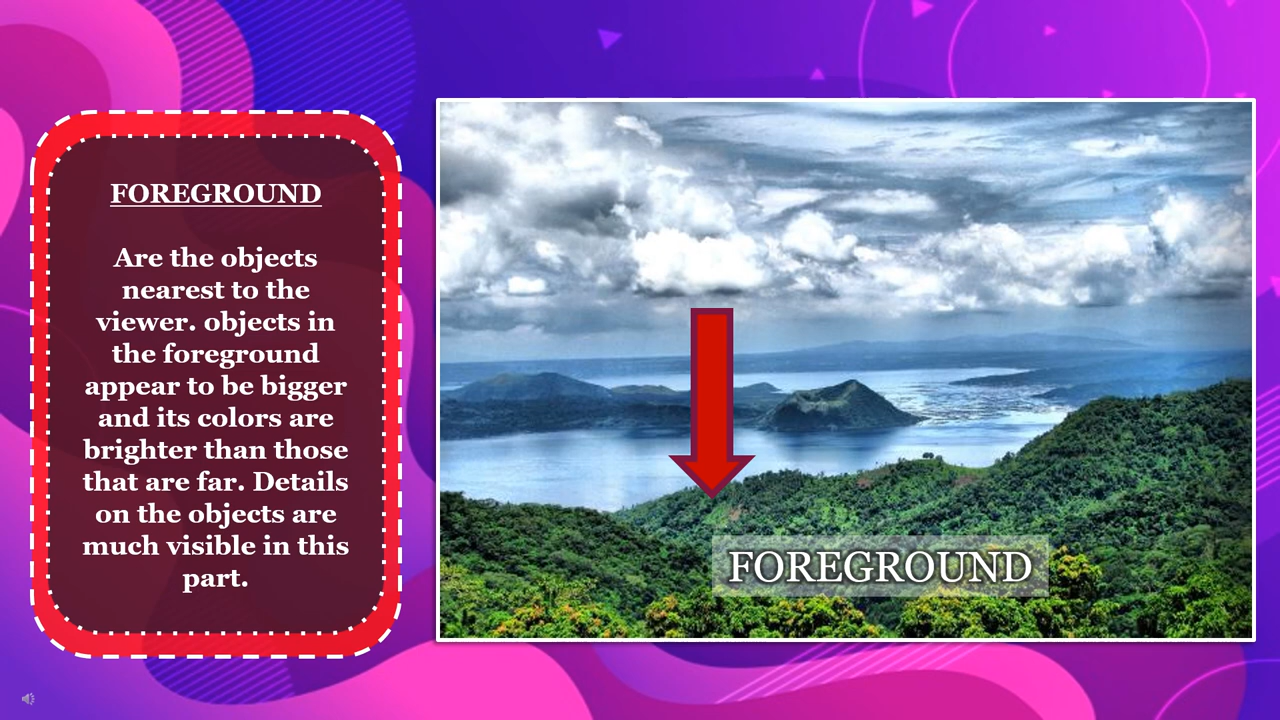 FOREGROUND
Are the objects
nearest to the
viewer. objects in
the foreground
appear to be bigger
and its colors are
brighter than those
that are far. Details
on the objects are
much visible in this
part.
FOREGROUND